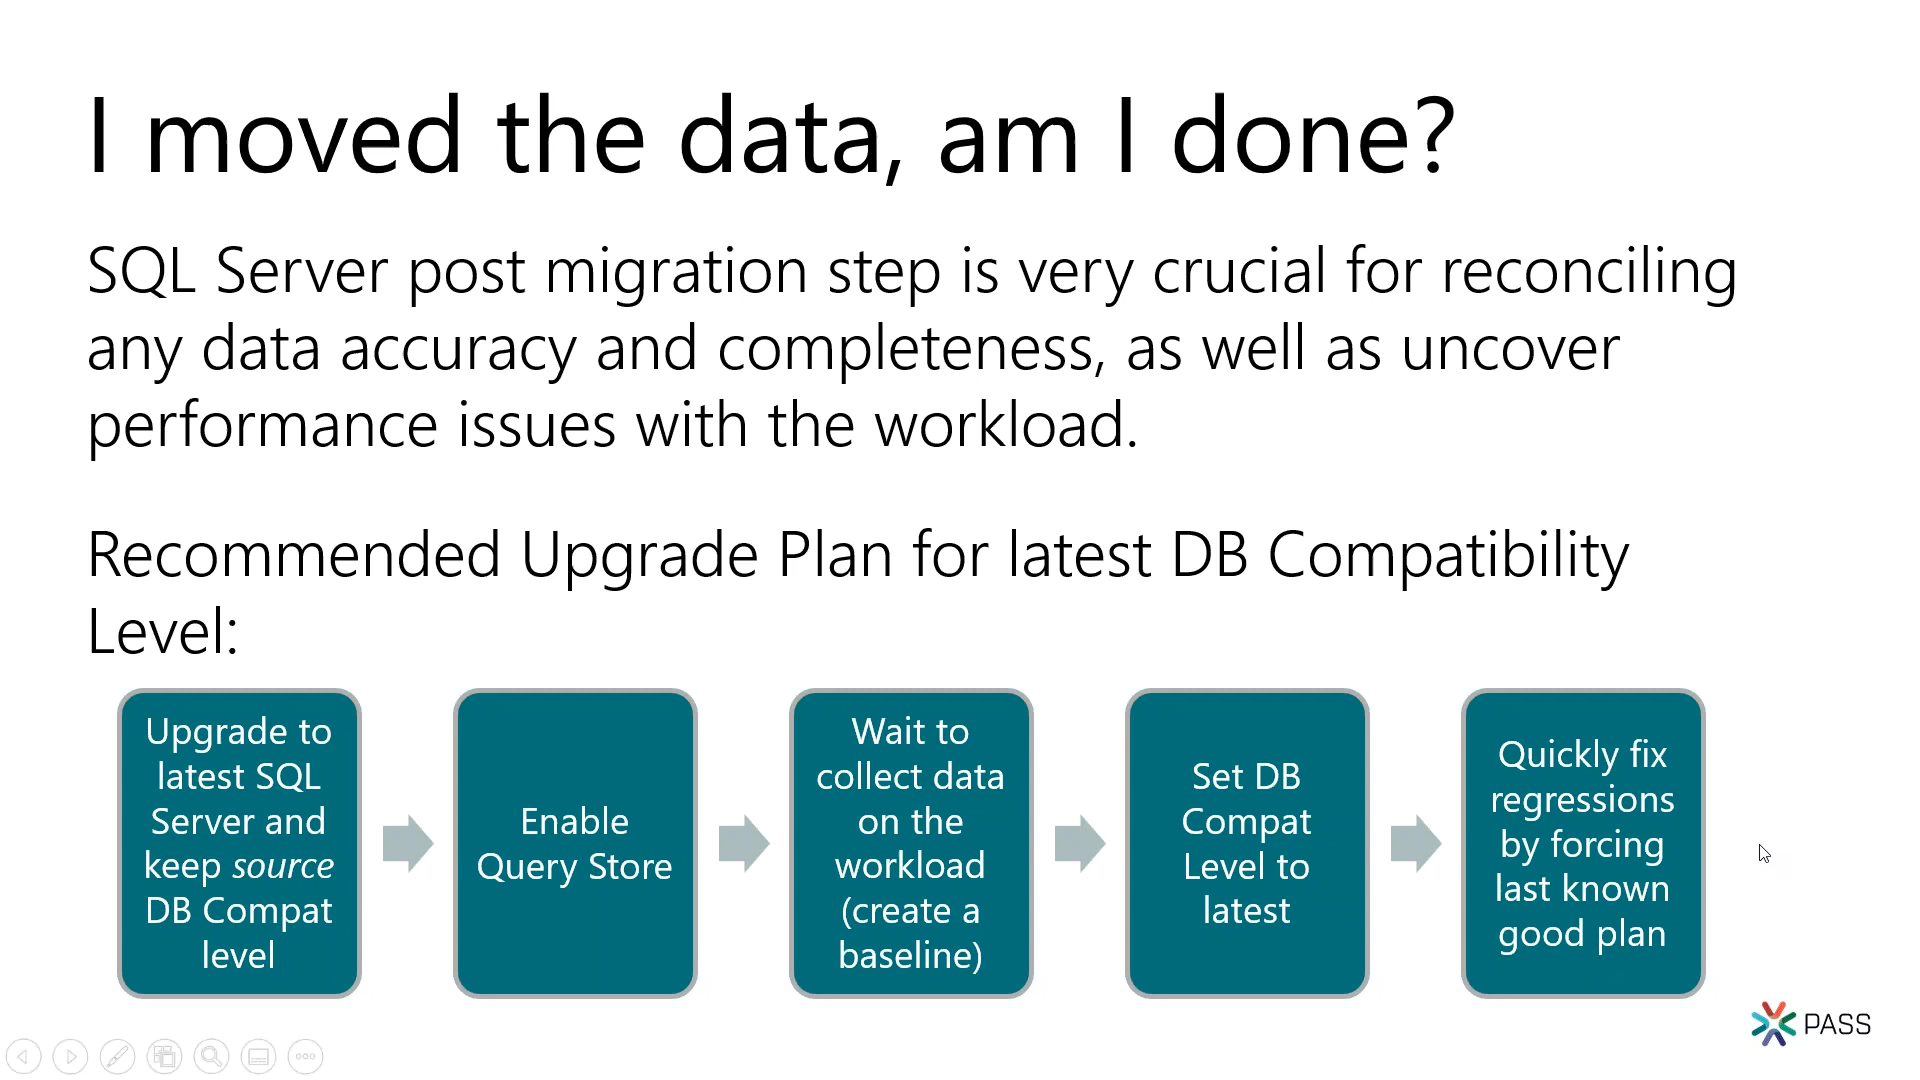 I moved the data, am I done?
SQL Server post migration step is very crucial for reconciling
any data accuracy and completeness, as well as uncover
performance issues with the workload.
Recommended Upgrade Plan for latest DB Compatibility
Level:
Upgrade to
latest SQL
Server and
keep source
DB Compat
level
Enable
Query Store
Wait to
collect data
on the
workload
(create a
baseline)
Set DB
Compat
Level to
latest
Quickly fix
regressions
by forcing
last known
good plan
PASS